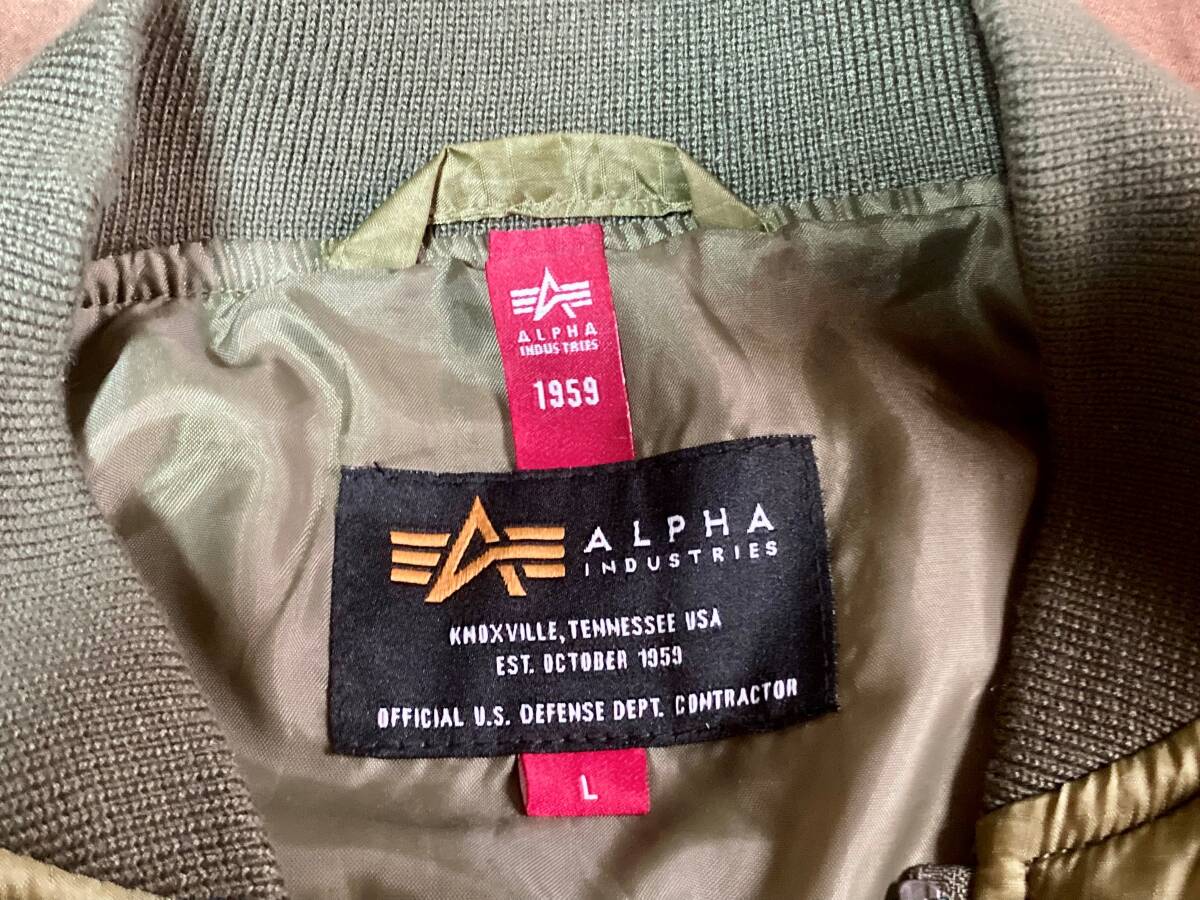 ALPHA
INDUSTRIES
1959
ALPHA
INDUSTRIES
KNOXVILLE, TENNESSEE USA
EST. OCTOBER 1959
OFFICIAL U.S. DEFENSE DEPT. CONTRACTOR
L